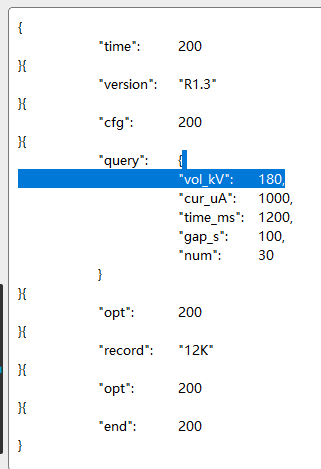 {
"time": 200
}{
"version": "R1.3"
}{
"cfg": 200
}{
"query": {
"vol_kV": 180,
"cur_uA": 1000,
"time_ms": 1200,
"gap_s": 100,
"num": 30
}
}{
"opt": 200
}{
"record": "12K"
}{
"opt": 200
}{
"end": 200
}